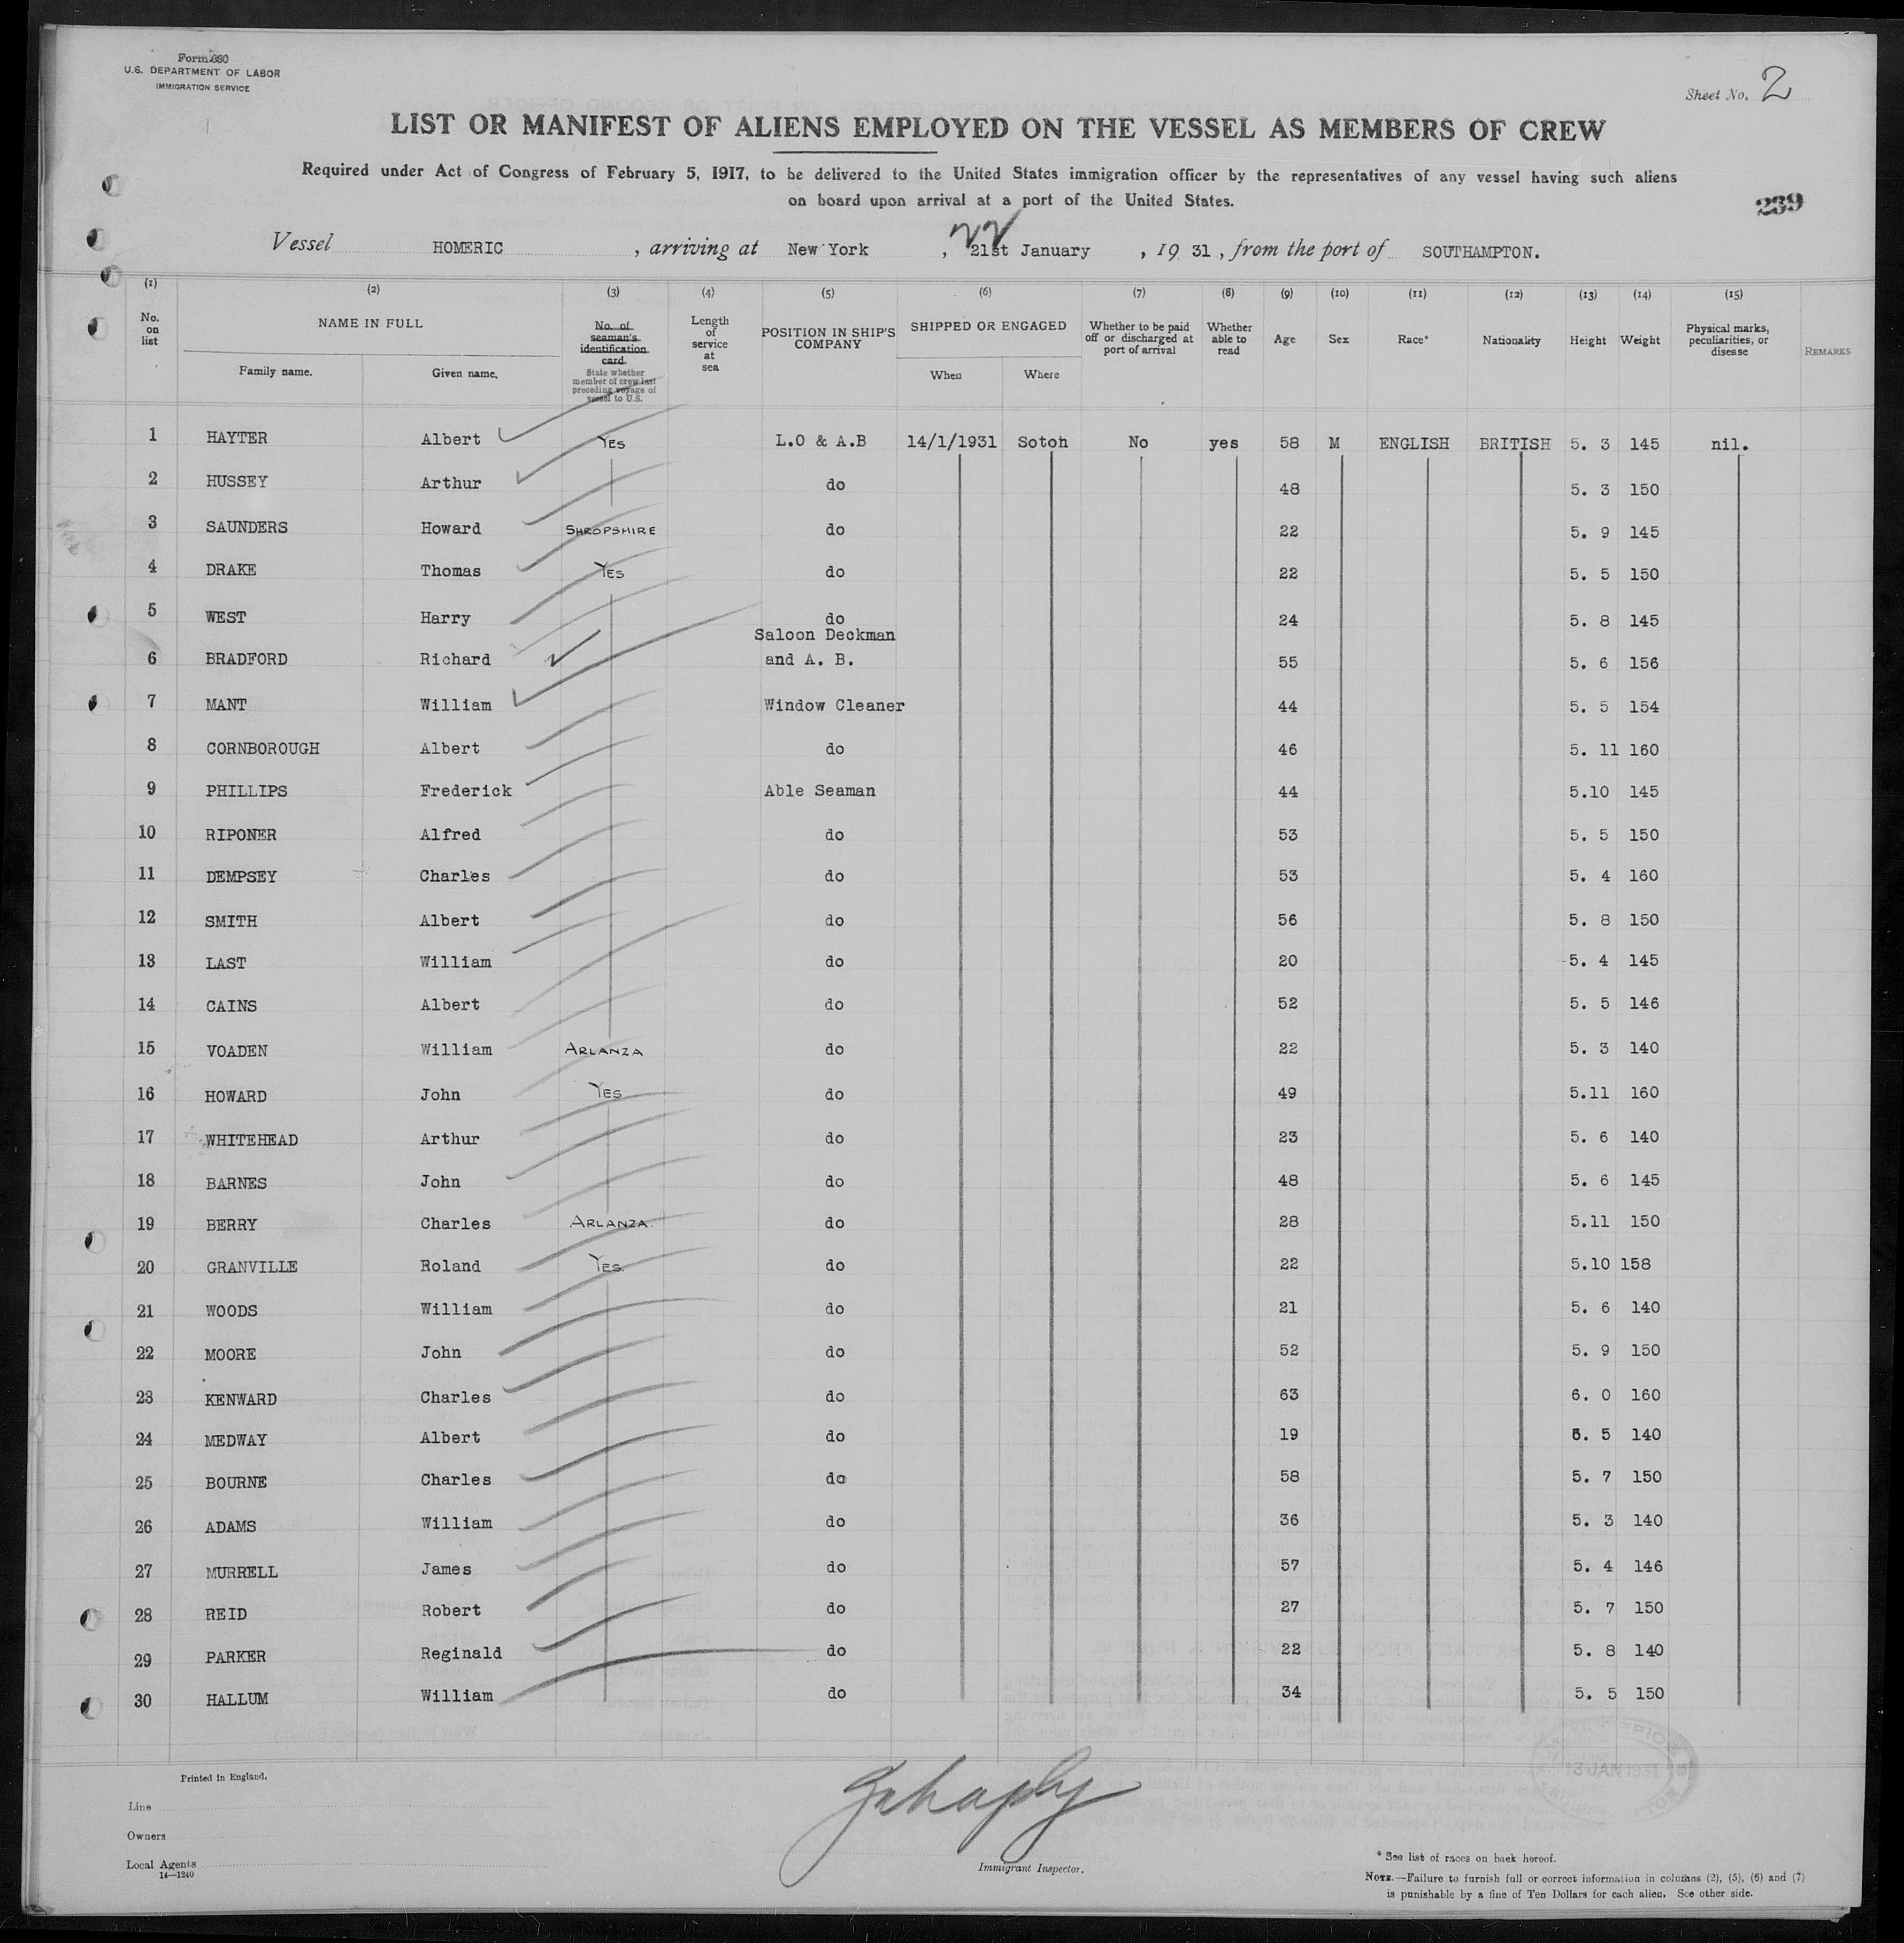 Form 680
U.S. DEPARTMENT OF LABOR
IMMIGRATION SERVICE
Sheet No. 2
LIST OR MANIFEST OF ALIENS EMPLOYED ON THE VESSEL AS MEMBERS OF CREW
Required under Act of Congress of February 5, 1917, to be delivered to the United States immigration officer by the representatives of any vessel having such aliens
on board upon arrival at a port of the United States.
239
22
Vessel HOMERIC , arriving at New York , 21st January , 19 31 , from the port of SOUTHAMPTON.
(1) (2) (3) (4) (5) (6) (7) (8) (9) (10) (11) (12) (13) (14) (15)
No. on list NAME IN FULL Family name. Given name. No. of seaman's identification card. State whether member of crew last preceding voyage of vessel to U.S. Length of service at sea POSITION IN SHIP'S COMPANY SHIPPED OR ENGAGED When Where Whether to be paid off or discharged at port of arrival Whether able to read Age Sex Race* Nationality Height Weight Physical marks, peculiarities, or disease REMARKS
1 HAYTER Albert YES L.O & A.B 14/1/1931 Soton No yes 58 M ENGLISH BRITISH 5. 3 145 nil.
2 HUSSEY Arthur do 48 5. 3 150
3 SAUNDERS Howard SHROPSHIRE do 22 5. 9 145
4 DRAKE Thomas YES do 22 5. 5 150
5 WEST Harry do 24 5. 8 145
6 BRADFORD Richard Saloon Deckman and A. B. 55 5. 6 156
7 MANT William Window Cleaner 44 5. 5 154
8 CORNBOROUGH Albert do 46 5. 11 160
9 PHILLIPS Frederick Able Seaman 44 5.10 145
10 RIPONER Alfred do 53 5. 5 150
11 DEMPSEY Charles do 53 5. 4 160
12 SMITH Albert do 56 5. 8 150
13 LAST William do 20 5. 4 145
14 CAINS Albert do 52 5. 5 146
15 VOADEN William ARLANZA do 22 5. 3 140
16 HOWARD John YES do 49 5.11 160
17 WHITEHEAD Arthur do 23 5. 6 140
18 BARNES John do 48 5. 6 145
19 BERRY Charles ARLANZA. do 28 5.11 150
20 GRANVILLE Roland YES. do 22 5.10 158
21 WOODS William do 21 5. 6 140
22 MOORE John do 52 5. 9 150
23 KENWARD Charles do 63 6. 0 160
24 MEDWAY Albert do 19 5. 5 140
25 BOURNE Charles do 58 5. 7 150
26 ADAMS William do 36 5. 3 140
27 MURRELL James do 57 5. 4 146
28 REID Robert do 27 5. 7 150
29 PARKER Reginald do 22 5. 8 140
30 HALLUM William do 34 5. 5 150
13 JAN 1931
Printed in England.
Line
Owners
Local Agents
14—1240
Immigrant Inspector.
* See list of races on back hereof.
NOTE.—Failure to furnish full or correct information in columns (2), (5), (6) and (7)
is punishable by a fine of Ten Dollars for each alien. See other side.